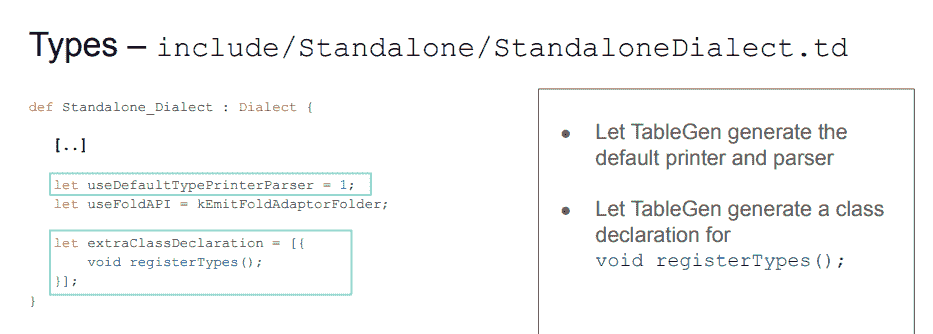 Types – include/Standalone/StandaloneDialect.td
def Standalone_Dialect : Dialect {
[..]
let useDefaultTypePrinterParser = 1;
let useFoldAPI = kEmitFoldAdaptorFolder;
let extraClassDeclaration = [{
void registerTypes();
}];
}
● Let TableGen generate the
default printer and parser
● Let TableGen generate a class
declaration for
void registerTypes();